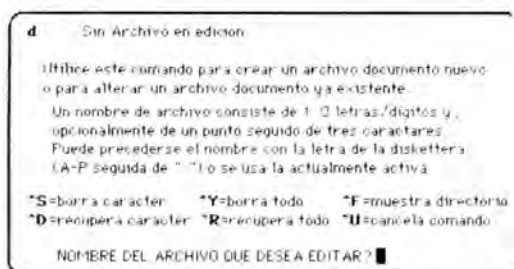 d Sin Archivo en edicion
Utilice este comando para crear un archivo documento nuevo
o para alterar un archivo documento ya existente.
Un nombre de archivo consiste de 1 letras/digitos y,
opcionalmente de un punto seguido de tres caractares
Puede precederse el nombre con la letra de la diskettera
(A-P seguida de " ") o se usa la actualmente activa
^S=borra caracter ^Y=borra todo ^F=muestra directorio
^D=recupera caracter ^R=recupera todo ^U=cancela comando
NOMBRE DEL ARCHIVO QUE DESEA EDITAR?